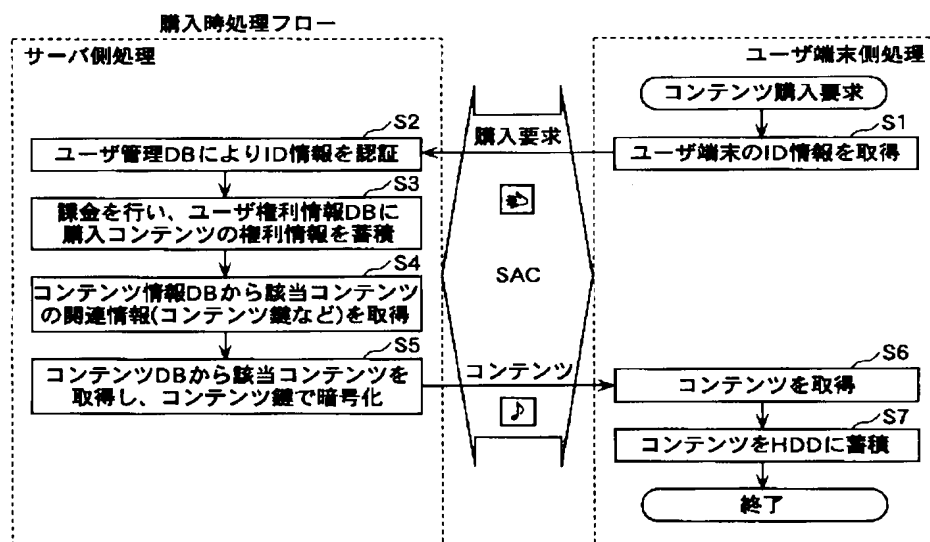 購入時処理フロー
サーバ側処理
ユーザ端末側処理
コンテンツ購入要求
S1
ユーザ端末のID情報を取得
購入要求
S2
ユーザ管理DBによりID情報を認証
S3
課金を行い、ユーザ権利情報DBに
購入コンテンツの権利情報を蓄積
SAC
S4
コンテンツ情報DBから該当コンテンツ
の関連情報(コンテンツ鍵など)を取得
S5
コンテンツDBから該当コンテンツを
取得し、コンテンツ鍵で暗号化
コンテンツ
S6
コンテンツを取得
S7
コンテンツをHDDに蓄積
終了